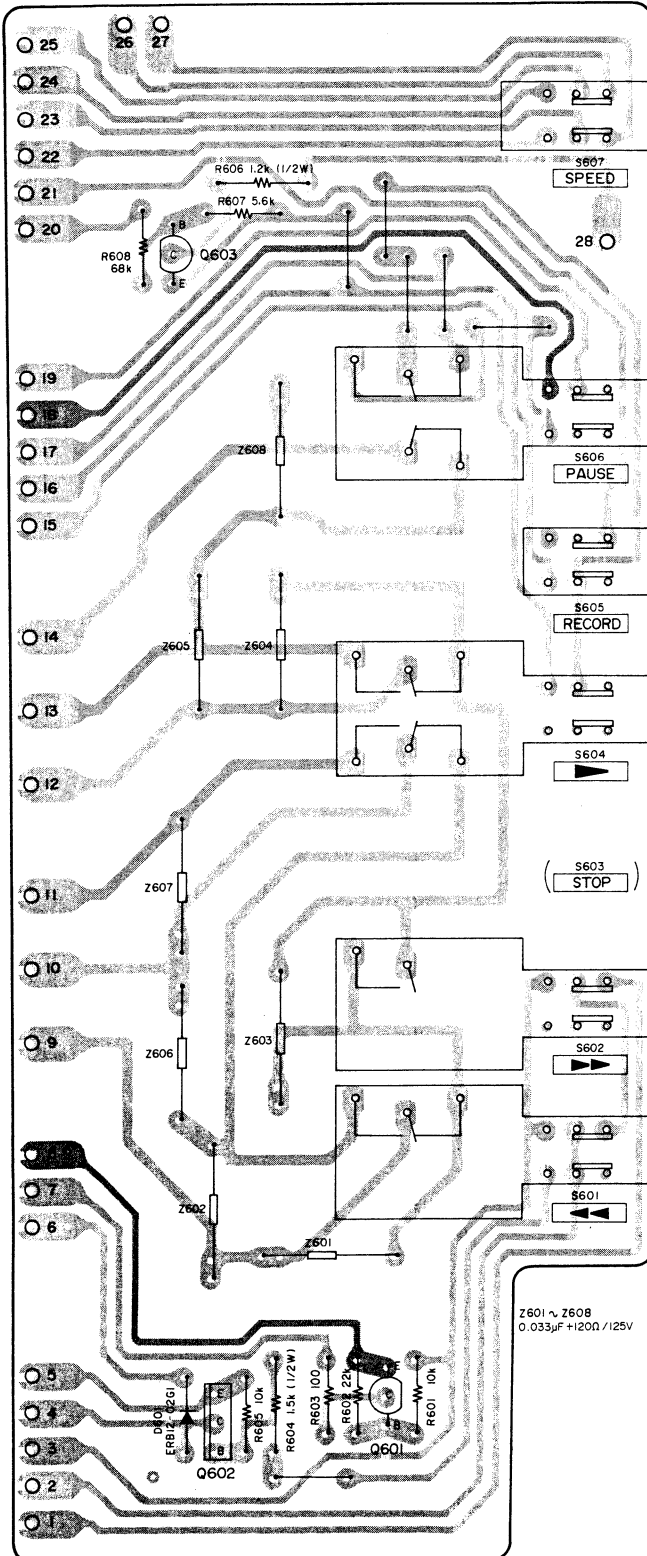 26 27
25
24
23
22
21
20
R606 1.2k (1/2W)
R607 5.6k
B
C
E
Q603
R608
68k
S607
SPEED
28
19
18
17
16
15
Z608
S606
PAUSE
14
Z605
Z604
S605
RECORD
13
12
S604
11
Z607
S603
( STOP )
10
9
Z606
Z603
S602
7
6
Z602
Z601
S601
Z601 ~ Z608
0.033μF+120Ω/125V
5
4
3
2
1
E
C
B
Q602
R605 10k
R604 1.5k (1/2W)
R603 100
R602 22k
E
B
Q601
R601 10k